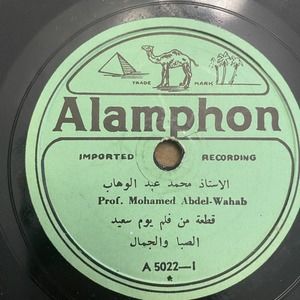 TRADE MARK
Alamphon
IMPORTED RECORDING
الاستاذ محمد عبد الوهاب
Prof. Mohamed Abdel-Wahab
قطعة من فلم يوم سعيد
الصبا والجمال
A 5022—I